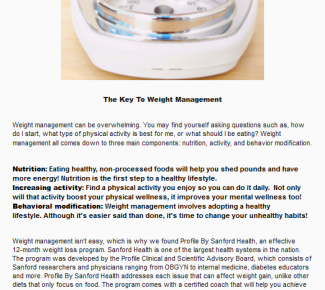 The Key To Weight Management
Weight management can be overwhelming. You may find yourself asking questions such as, how
do I start, what type of physical activity is best for me, or what should I be eating? Weight
management all comes down to three main components: nutrition, activity, and behavior modification.
Nutrition: Eating healthy, non-processed foods will help you shed pounds and have
more energy! Nutrition is the first step to a healthy lifestyle.
Increasing activity: Find a physical activity you enjoy so you can do it daily. Not only
will that activity boost your physical wellness, it improves your mental wellness too!
Behavioral modification: Weight management involves adopting a healthy
lifestyle. Although it's easier said than done, it's time to change your unhealthy habits!
Weight management isn't easy, which is why we found Profile By Sanford Health, an effective
12-month weight loss program. Sanford Health is one of the largest health systems in the nation.
The program was developed by the Profile Clinical and Scientific Advisory Board, which consists of
Sanford researchers and physicians ranging from OBGYN to internal medicine, diabetes educators
and more. Profile By Sanford Health addresses each issue that can affect weight gain, unlike other
diets that only focus on food. The program comes with a certified coach that will help you achieve